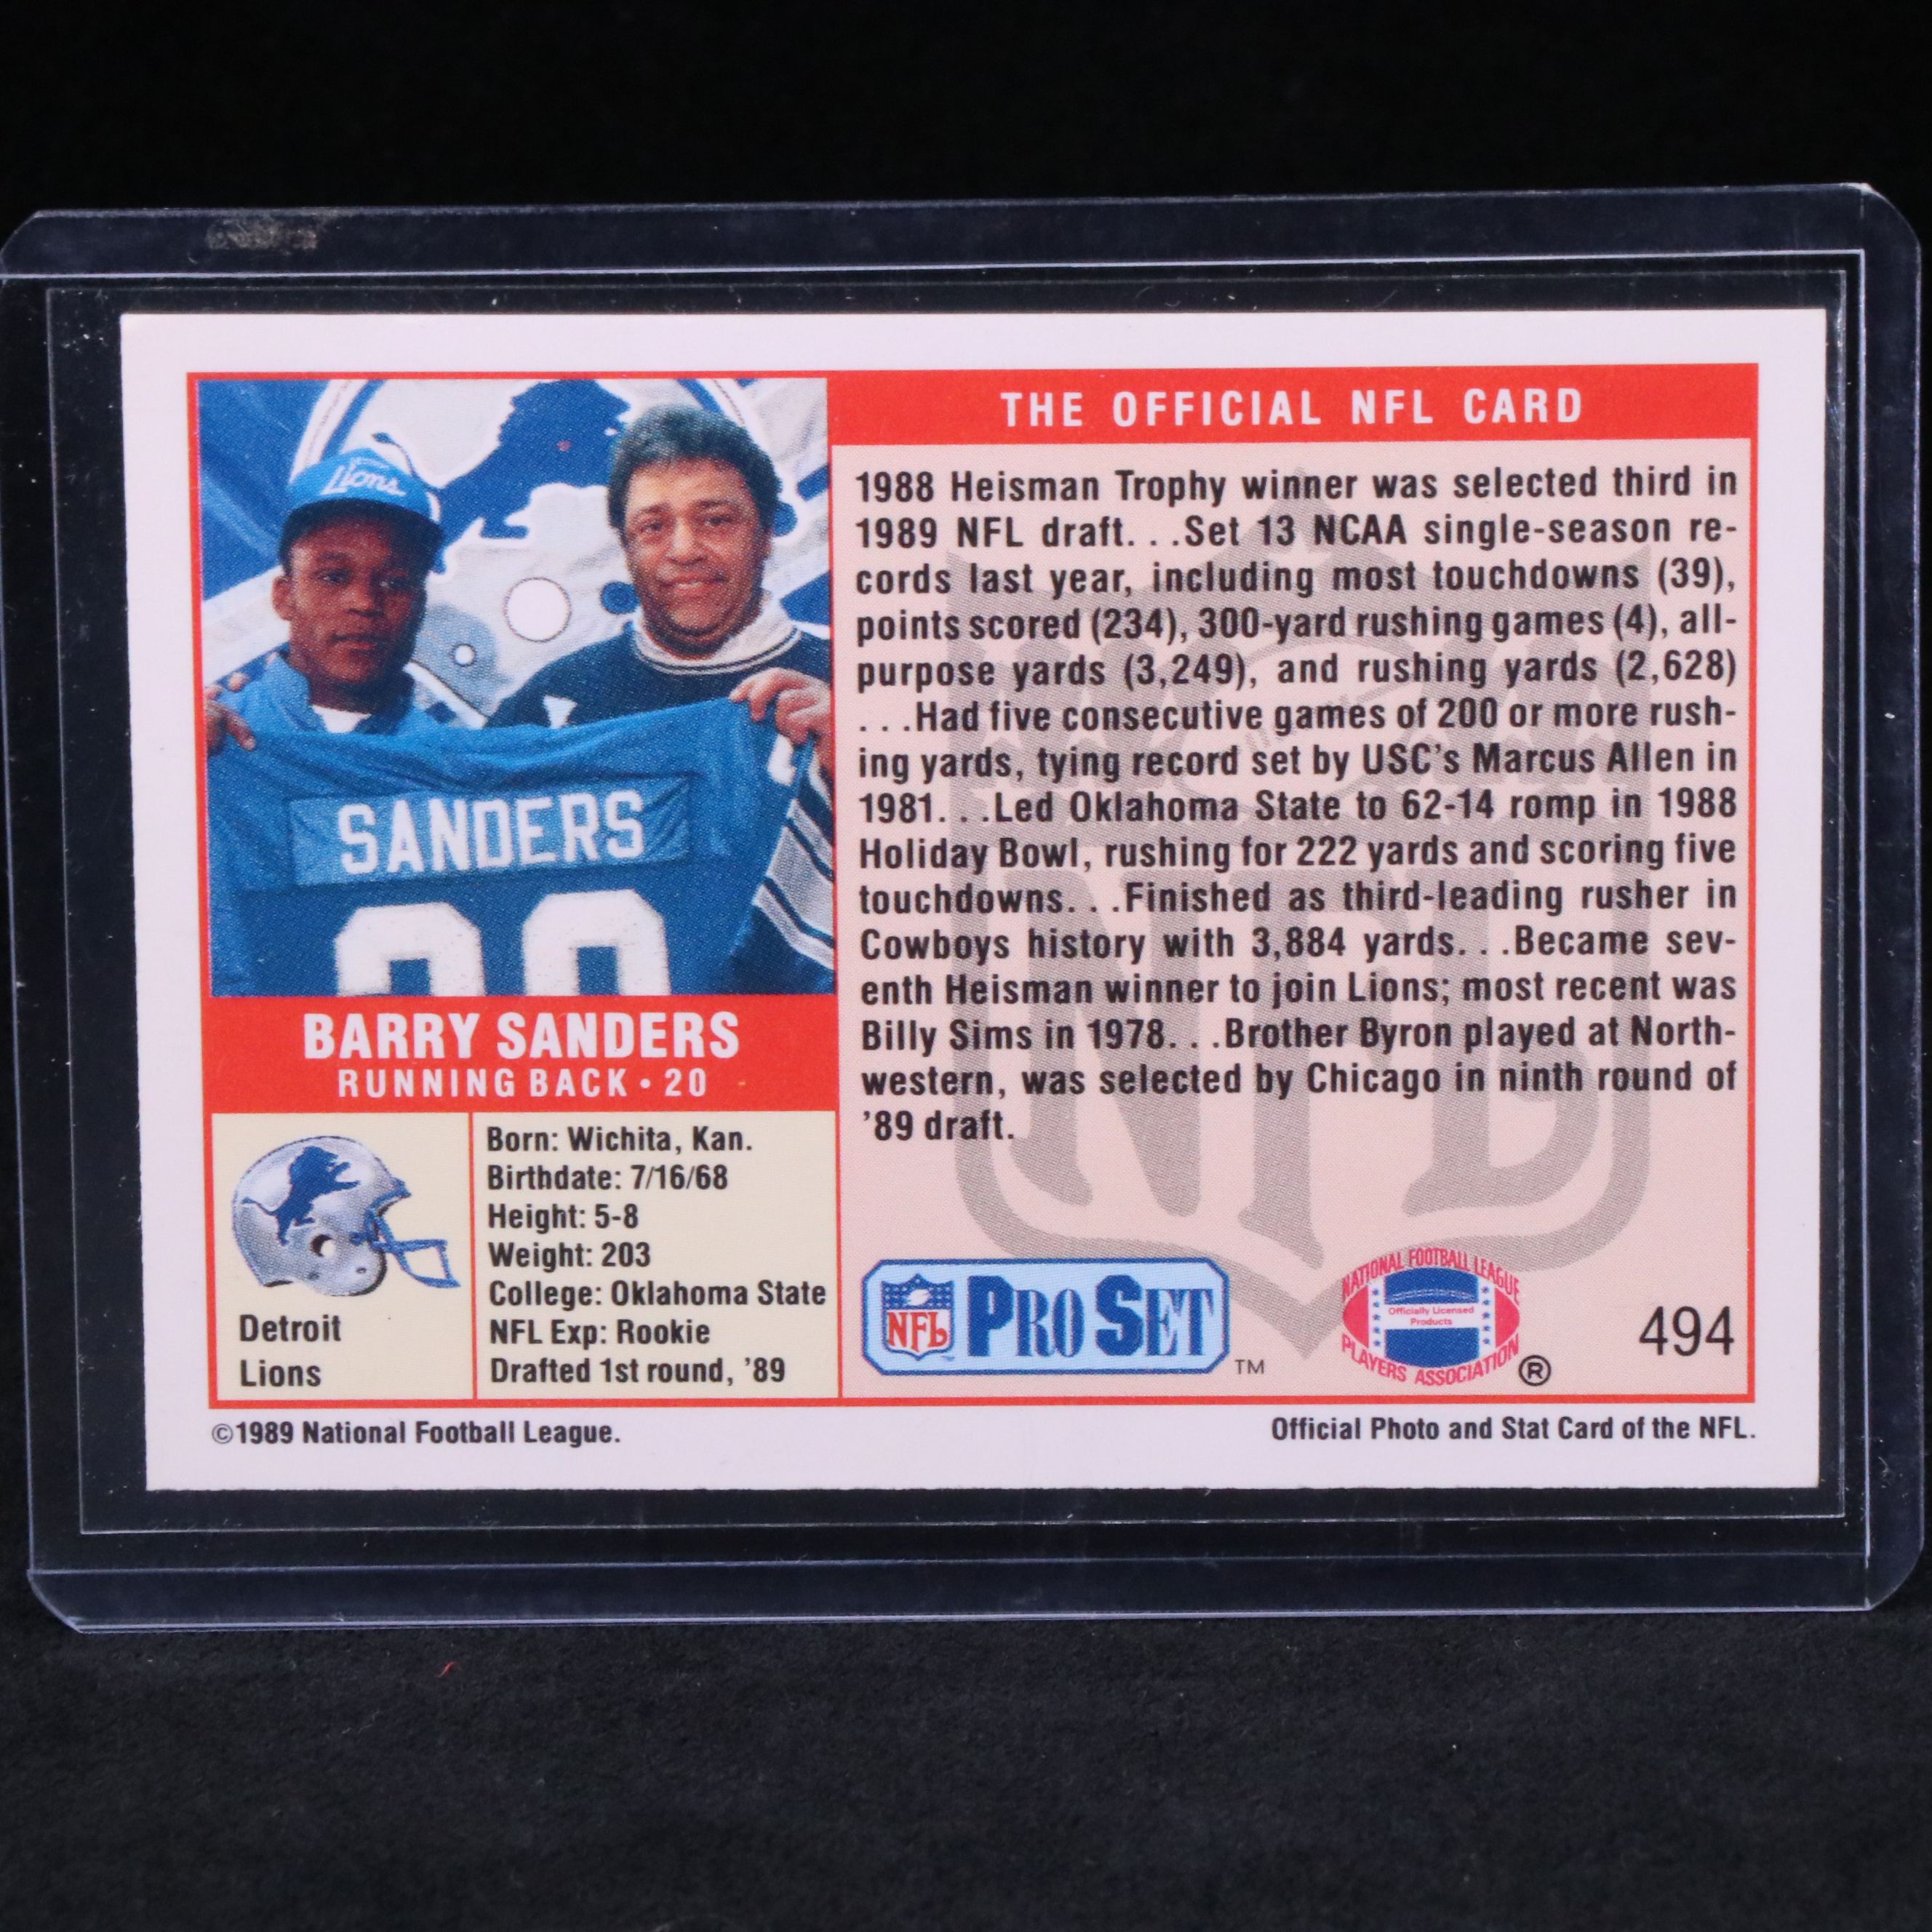 THE OFFICIAL NFL CARD
Lions
SANDERS
20
BARRY SANDERS
RUNNING BACK • 20
Detroit
Lions
Born: Wichita, Kan.
Birthdate: 7/16/68
Height: 5-8
Weight: 203
College: Oklahoma State
NFL Exp: Rookie
Drafted 1st round, '89
1988 Heisman Trophy winner was selected third in
1989 NFL draft. . .Set 13 NCAA single-season re-
cords last year, including most touchdowns (39),
points scored (234), 300-yard rushing games (4), all-
purpose yards (3,249), and rushing yards (2,628)
. . .Had five consecutive games of 200 or more rush-
ing yards, tying record set by USC's Marcus Allen in
1981. . .Led Oklahoma State to 62-14 romp in 1988
Holiday Bowl, rushing for 222 yards and scoring five
touchdowns. . .Finished as third-leading rusher in
Cowboys history with 3,884 yards. . .Became sev-
enth Heisman winner to join Lions; most recent was
Billy Sims in 1978. . .Brother Byron played at North-
western, was selected by Chicago in ninth round of
'89 draft.
NFL
NFL PRO SET TM
NATIONAL FOOTBALL LEAGUE
Officially Licensed
Products
PLAYERS ASSOCIATION ®
494
©1989 National Football League.
Official Photo and Stat Card of the NFL.